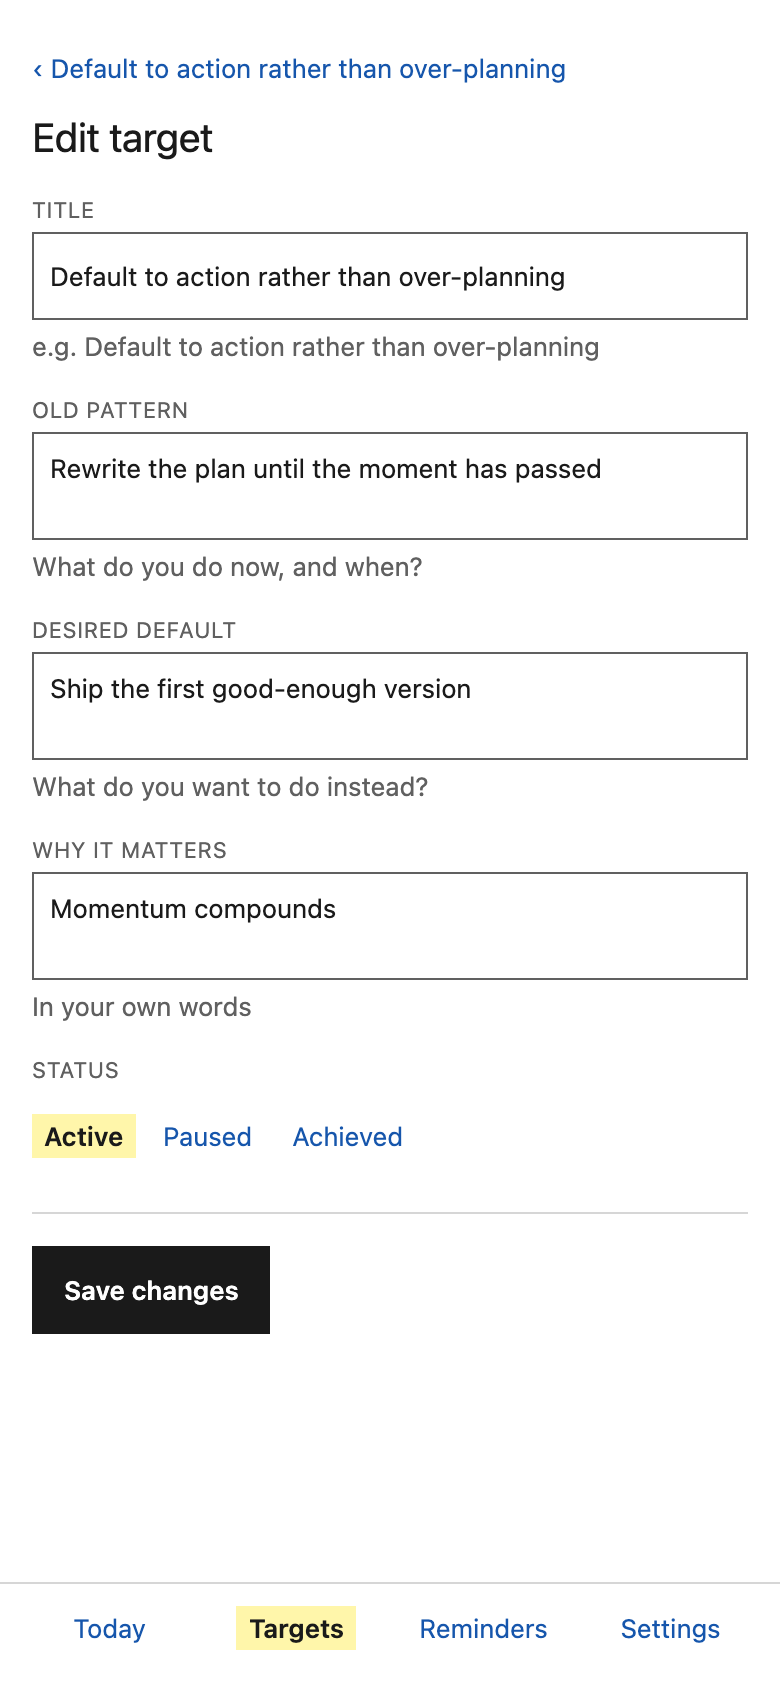 ‹ Default to action rather than over-planning
Edit target
TITLE
Default to action rather than over-planning
e.g. Default to action rather than over-planning
OLD PATTERN
Rewrite the plan until the moment has passed
What do you do now, and when?
DESIRED DEFAULT
Ship the first good-enough version
What do you want to do instead?
WHY IT MATTERS
Momentum compounds
In your own words
STATUS
Active Paused Achieved
Save changes
Today Targets Reminders Settings